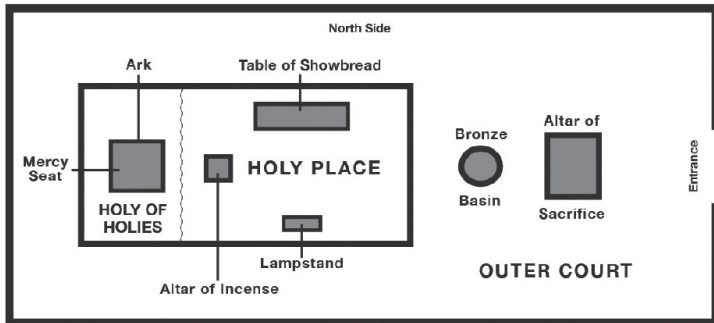 North Side
Ark
Table of Showbread
Mercy
Seat
HOLY OF
HOLIES
HOLY PLACE
Lampstand
Altar of Incense
Bronze
Basin
Altar of
Sacrifice
Entrance
OUTER COURT